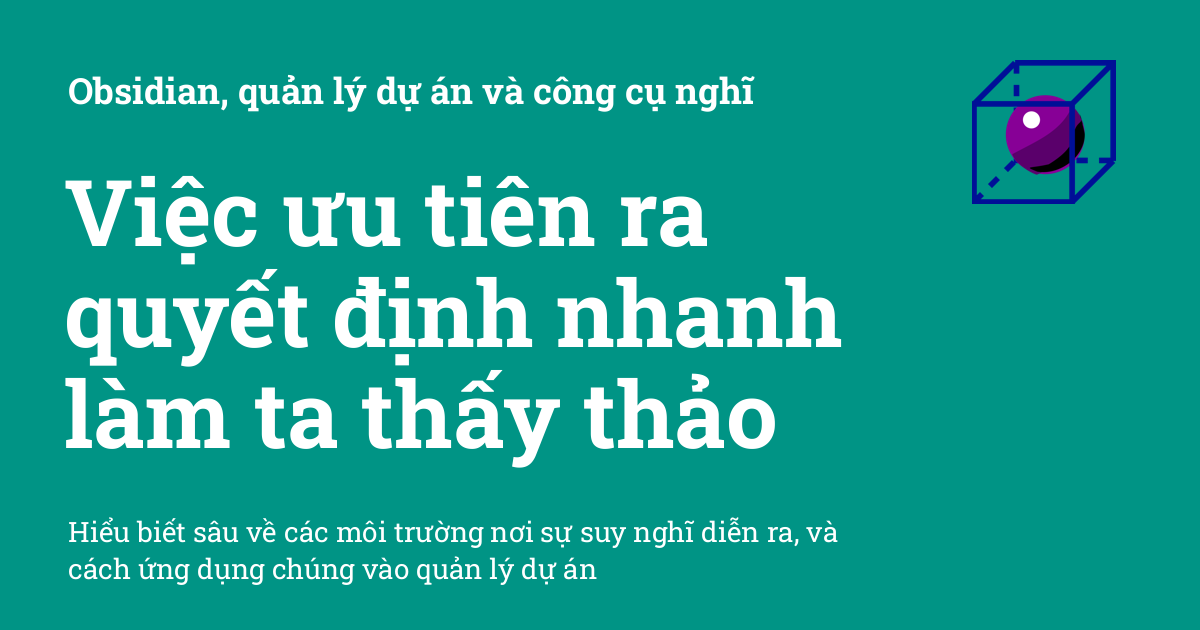 Obsidian, quản lý dự án và công cụ nghĩ
Việc ưu tiên ra
quyết định nhanh
làm ta thấy thảo
Hiểu biết sâu về các môi trường nơi sự suy nghĩ diễn ra, và
cách ứng dụng chúng vào quản lý dự án